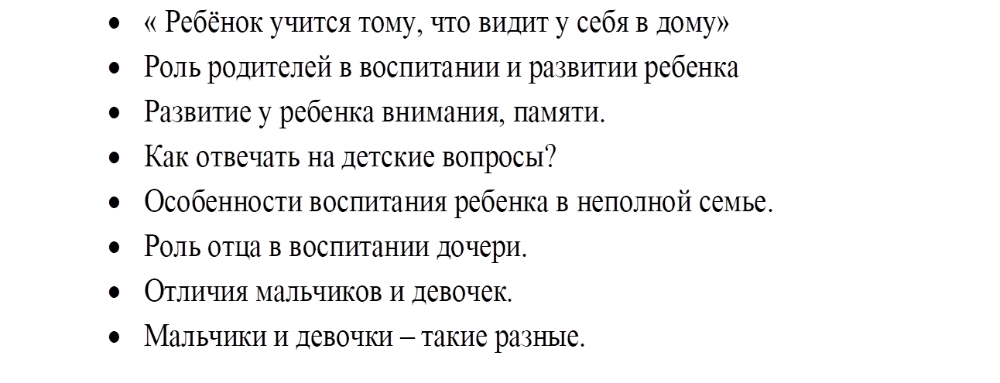 • « Ребёнок учится тому, что видит у себя в дому»
• Роль родителей в воспитании и развитии ребенка
• Развитие у ребенка внимания, памяти.
• Как отвечать на детские вопросы?
• Особенности воспитания ребенка в неполной семье.
• Роль отца в воспитании дочери.
• Отличия мальчиков и девочек.
• Мальчики и девочки – такие разные.